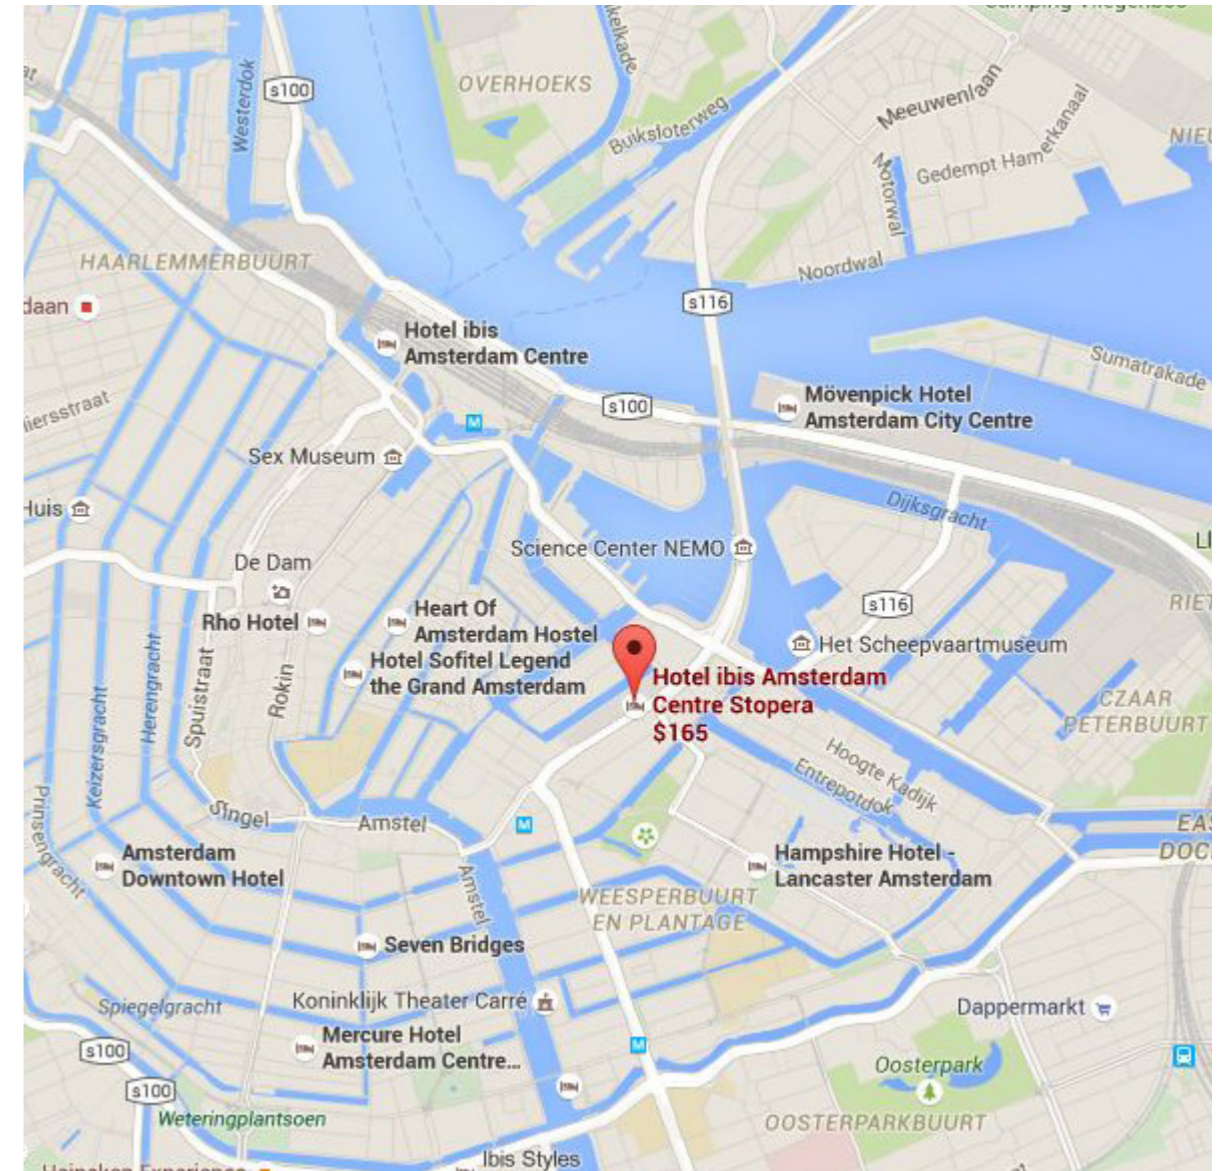 s100
Westerdok
OVERHOEKS
Buiksloterweg
Meeuwenlaan
Gedempt Hamerkanaal
Motorwal
Noordwal
HAARLEMMERBUURT
s116
daan
Hotel ibis
Amsterdam Centre
Sumatrakade
Mövenpick Hotel
Amsterdam City Centre
s100
M
iersstraat
Sex Museum
Huis
Dijksgracht
Science Center NEMO
De Dam
s116
Rho Hotel
Heart Of
Amsterdam Hostel
Het Scheepvaartmuseum
Hotel Sofitel Legend
the Grand Amsterdam
Hotel ibis Amsterdam
Centre Stopera
$165
CZAAR
PETERBUURT
Keizersgracht
Herengracht
Spuistraat
Rokin
Hoogte Kadijk
Entrepotdok
Prinsengracht
Singel
Amstel
M
Amstel
Amsterdam
Downtown Hotel
Hampshire Hotel -
Lancaster Amsterdam
WEESPERBUURT
EN PLANTAGE
Seven Bridges
Koninklijk Theater Carré
Spiegelgracht
Dappermarkt
Mercure Hotel
Amsterdam Centre...
s100
M
Oosterpark
s100
Weteringplantsoen
OOSTERPARKBUURT
Ibis Styles